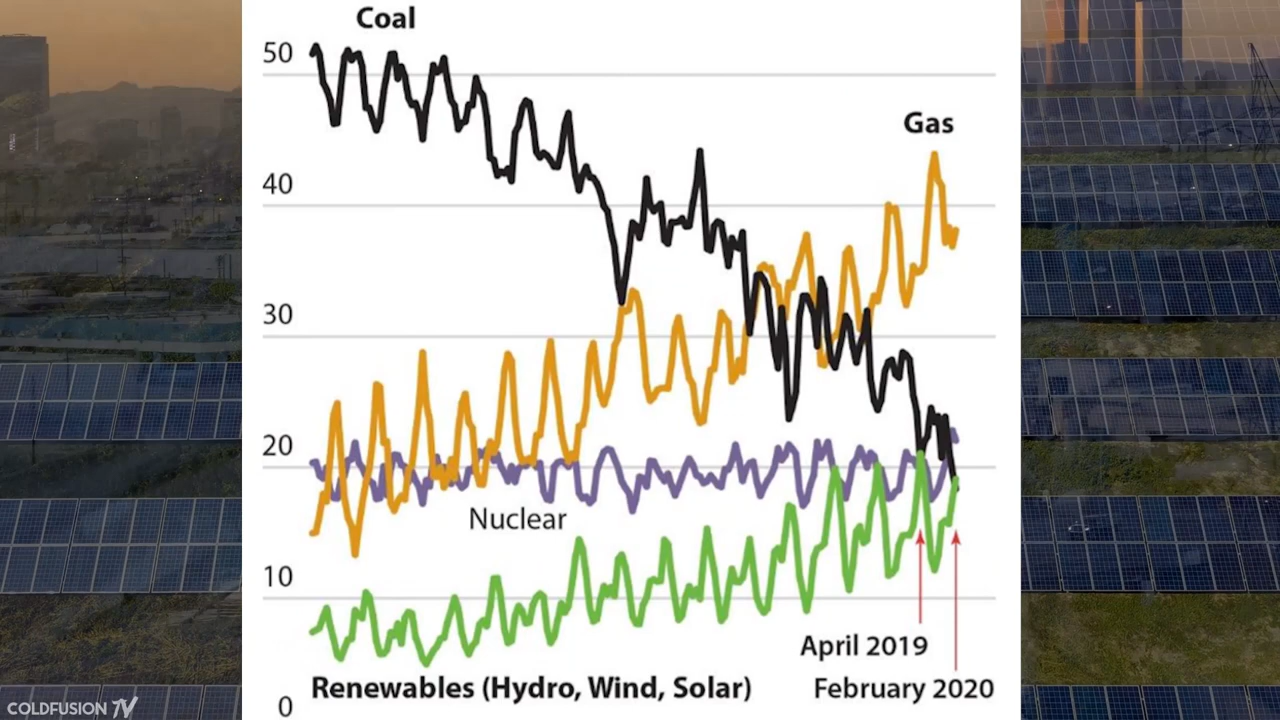 Coal
50
Gas
40
30
20
Nuclear
10
April 2019
Renewables (Hydro, Wind, Solar)
February 2020
0
COLDFUSION TV